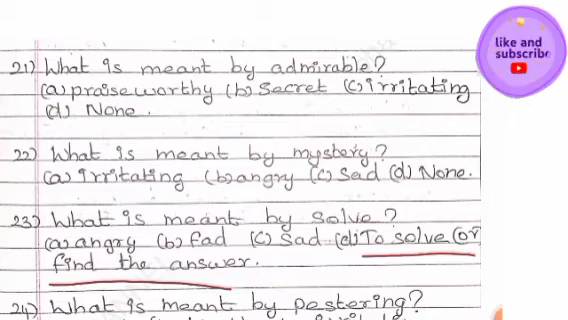 like and
subscribe
21) What is meant by admirable?
(a) praiseworthy (b) Secret (c) irritating
(d) None.
22) What is meant by mystery?
(a) irritating (b) angry (c) Sad (d) None.
23) What is meant by Solve?
(a) angry (b) fad (c) Sad (d) To solve (or
find the answer.
24) What is meant by pestering?